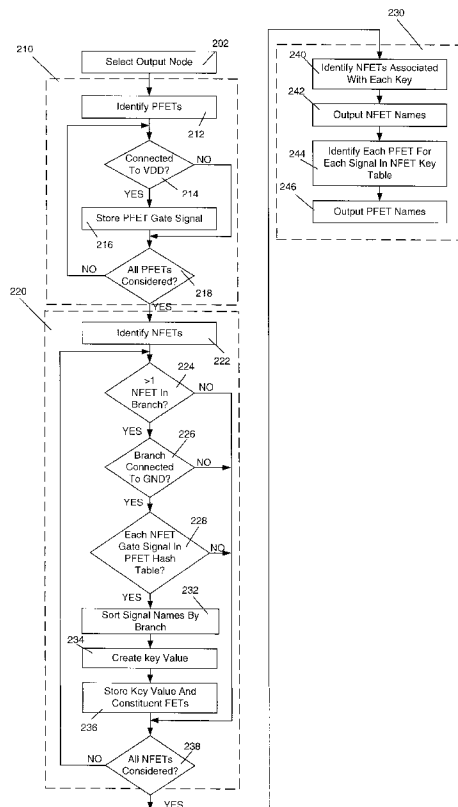 210
202
Select Output Node
Identify PFETs
212
Connected
To VDD?
NO
214
YES
Store PFET Gate Signal
216
NO
All PFETs
Considered?
218
YES
220
Identify NFETs
222
224
>1
NFET In
Branch?
NO
YES
226
Branch
Connected
To GND?
NO
YES
228
Each NFET
Gate Signal In
PFET Hash
Table?
NO
YES
232
Sort Signal Names By
Branch
234
Create key Value
Store Key Value And
Constituent FETs
236
NO
All NFETs
Considered?
238
YES
230
240
Identify NFETs Associated
With Each Key
242
Output NFET Names
244
Identify Each PFET For
Each Signal In NFET Key
Table
246
Output PFET Names